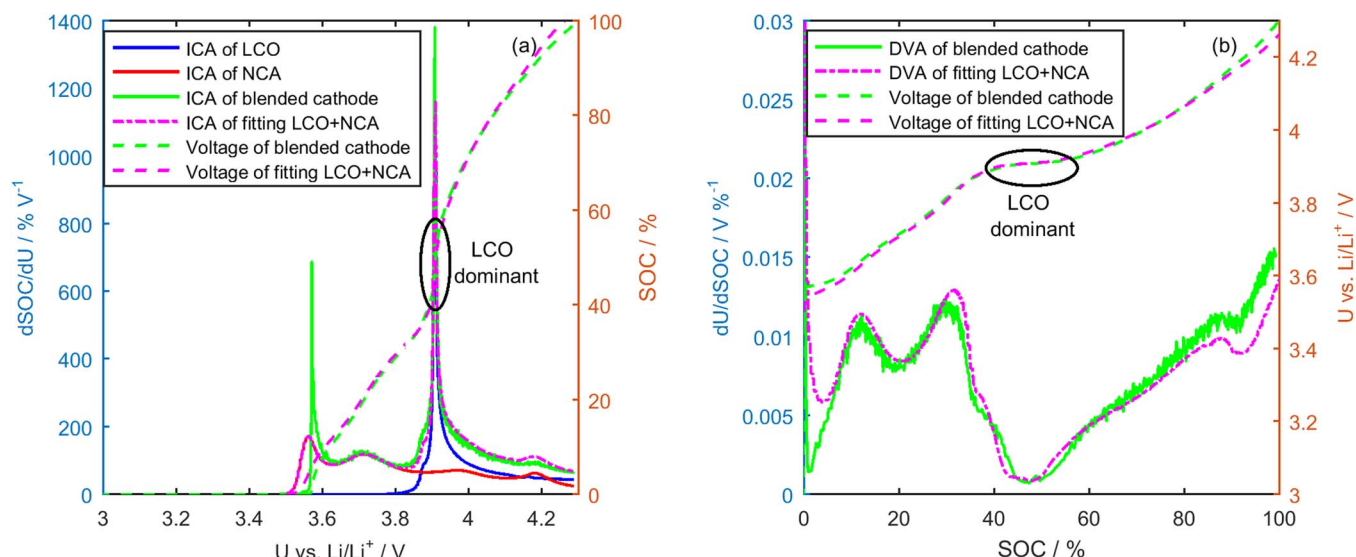 (a)
ICA of LCO
ICA of NCA
ICA of blended cathode
ICA of fitting LCO+NCA
Voltage of blended cathode
Voltage of fitting LCO+NCA
LCO
dominant
dSOC/dU / % V⁻¹
0
200
400
600
800
1000
1200
1400
SOC / %
0
20
40
60
80
100
3
3.2
3.4
3.6
3.8
4
4.2
U vs. Li/Li⁺ / V
(b)
DVA of blended cathode
DVA of fitting LCO+NCA
Voltage of blended cathode
Voltage of fitting LCO+NCA
LCO
dominant
dU/dSOC / V %⁻¹
0
0.005
0.01
0.015
0.02
0.025
0.03
U vs. Li/Li⁺ / V
3
3.2
3.4
3.6
3.8
4
4.2
0
20
40
60
80
100
SOC / %